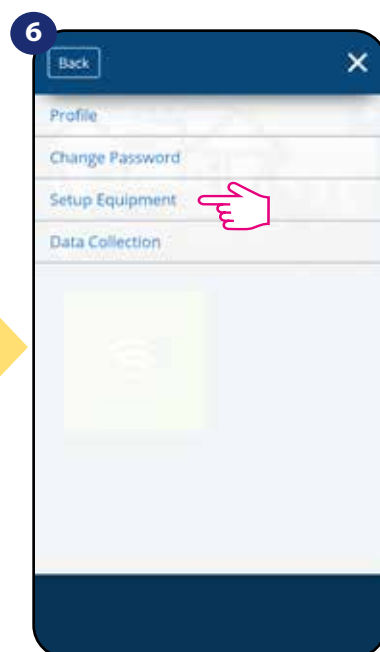 6
Back
Profile
Change Password
Setup Equipment
Data Collection